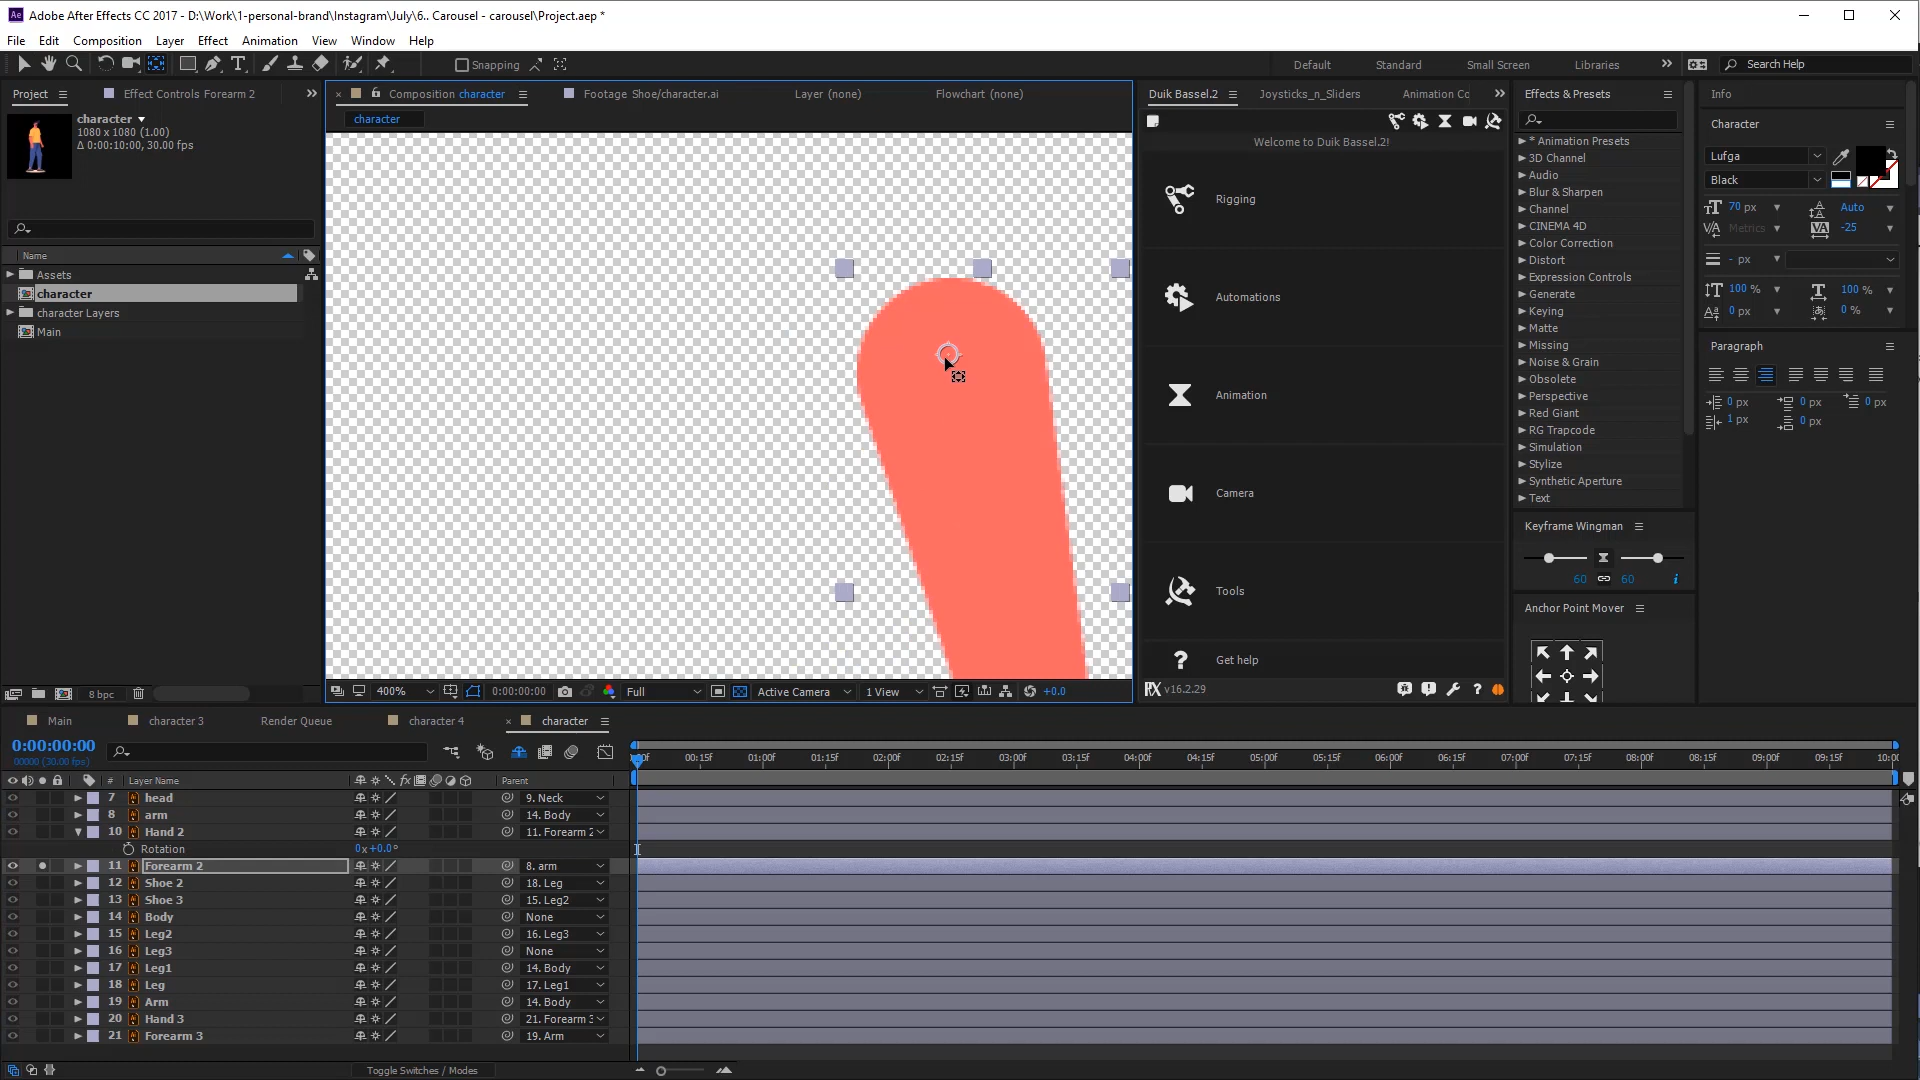 Adobe After Effects CC 2017 - D:\Work\1-personal-brand\Instagram\July\6.. Carousel - carousel\Project.aep *
File Edit Composition Layer Effect Animation View Window Help
Snapping
Default Standard Small Screen Libraries Search Help
Project Effect Controls Forearm 2
character
1080 x 1080 (1.00)
Δ 0:00:10:00, 30.00 fps
Name
Assets
character
character Layers
Main
8 bpc
Composition character Footage Shoe/character.ai Layer (none) Flowchart (none)
character
400% 0:00:00:00 Full Active Camera 1 View +0.0
Duik Bassel.2 Joysticks_n_Sliders Animation Co
Welcome to Duik Bassel.2!
Rigging
Automations
Animation
Camera
Tools
Get help
v16.2.29
Effects & Presets
* Animation Presets
3D Channel
Audio
Blur & Sharpen
Channel
CINEMA 4D
Color Correction
Distort
Expression Controls
Generate
Keying
Matte
Missing
Noise & Grain
Obsolete
Perspective
Red Giant
RG Trapcode
Simulation
Stylize
Synthetic Aperture
Text
Keyframe Wingman
60 60
Anchor Point Mover
Info
Character
Lufga
Black
70 px Auto
Metrics -25
- px
100 % 100 %
0 px 0 %
Paragraph
0 px 0 px 0 px
1 px 0 px
Main character 3 Render Queue character 4 character
0:00:00:00
00000 (30.00 fps)
00:15f 01:00f 01:15f 02:00f 02:15f 03:00f 03:15f 04:00f 04:15f 05:00f 05:15f 06:00f 06:15f 07:00f 07:15f 08:00f 08:15f 09:00f 09:15f 10:0
# Layer Name fx Parent
7 head 9. Neck
8 arm 14. Body
10 Hand 2 11. Forearm 2
Rotation 0x+0.0°
11 Forearm 2 8. arm
12 Shoe 2 18. Leg
13 Shoe 3 15. Leg2
14 Body None
15 Leg2 16. Leg3
16 Leg3 None
17 Leg1 14. Body
18 Leg 17. Leg1
19 Arm 14. Body
20 Hand 3 21. Forearm 3
21 Forearm 3 19. Arm
Toggle Switches / Modes